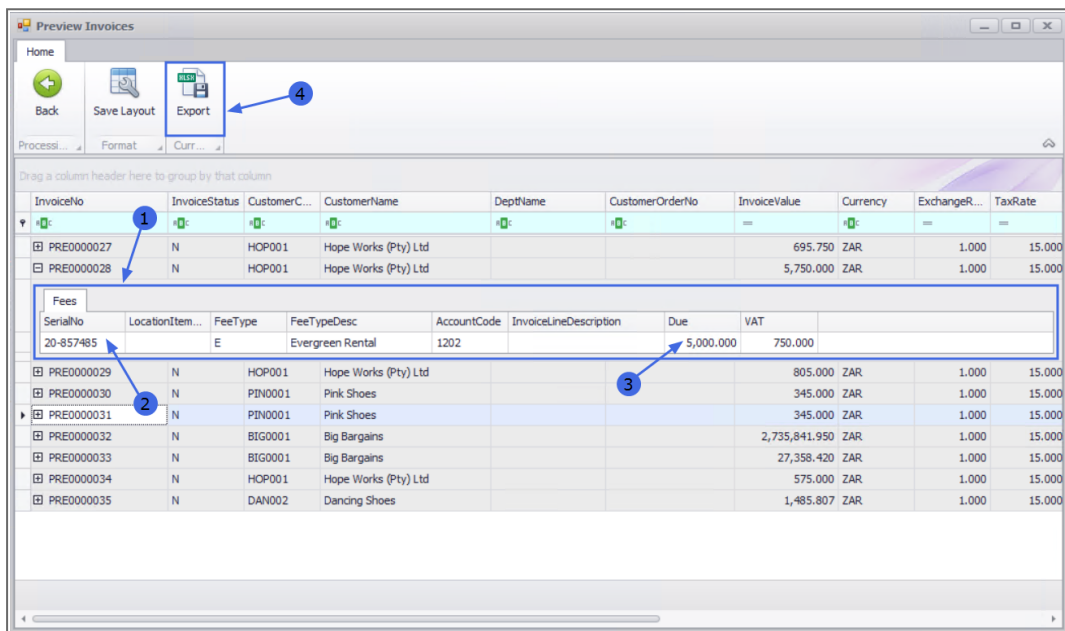 Preview Invoices
Home
XLSX
Back Save Layout Export 4
Processi... Format Curr...
Drag a column header here to group by that column
InvoiceNo InvoiceStatus CustomerC... CustomerName DeptName CustomerOrderNo InvoiceValue Currency ExchangeR... TaxRate
1
= = =
PRE0000027 N HOP001 Hope Works (Pty) Ltd 695.750 ZAR 1.000 15.000
PRE0000028 N HOP001 Hope Works (Pty) Ltd 5,750.000 ZAR 1.000 15.000
Fees
SerialNo LocationItem... FeeType FeeTypeDesc AccountCode InvoiceLineDescription Due VAT
20-857485 E Evergreen Rental 1202 5,000.000 750.000
PRE0000029 N HOP001 Hope Works (Pty) Ltd 805.000 ZAR 1.000 15.000
3
PRE0000030 N PIN0001 Pink Shoes 345.000 ZAR 1.000 15.000
2
PRE0000031 N PIN0001 Pink Shoes 345.000 ZAR 1.000 15.000
PRE0000032 N BIG0001 Big Bargains 2,735,841.950 ZAR 1.000 15.000
PRE0000033 N BIG0001 Big Bargains 27,358.420 ZAR 1.000 15.000
PRE0000034 N HOP001 Hope Works (Pty) Ltd 575.000 ZAR 1.000 15.000
PRE0000035 N DAN002 Dancing Shoes 1,485.807 ZAR 1.000 15.000